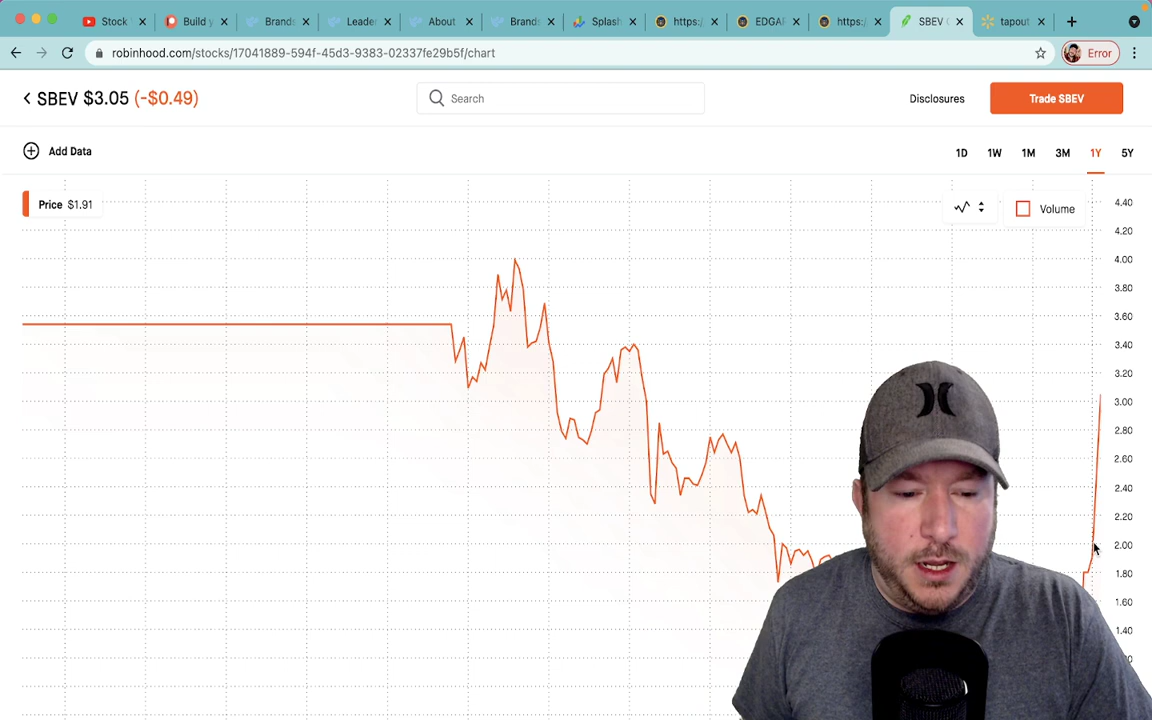 Stock
Build y
Brands
Leader
About
Brands
Splash
https:/
EDGAR
https:/
SBEV
tapout
robinhood.com/stocks/17041889-594f-45d3-9383-02337fe29b5f/chart
Error
SBEV $3.05 (-$0.49)
Search
Disclosures
Trade SBEV
Add Data
1D
1W
1M
3M
1Y
5Y
Price $1.91
Volume
4.40
4.20
4.00
3.80
3.60
3.40
3.20
3.00
2.80
2.60
2.40
2.20
2.00
1.80
1.60
1.40